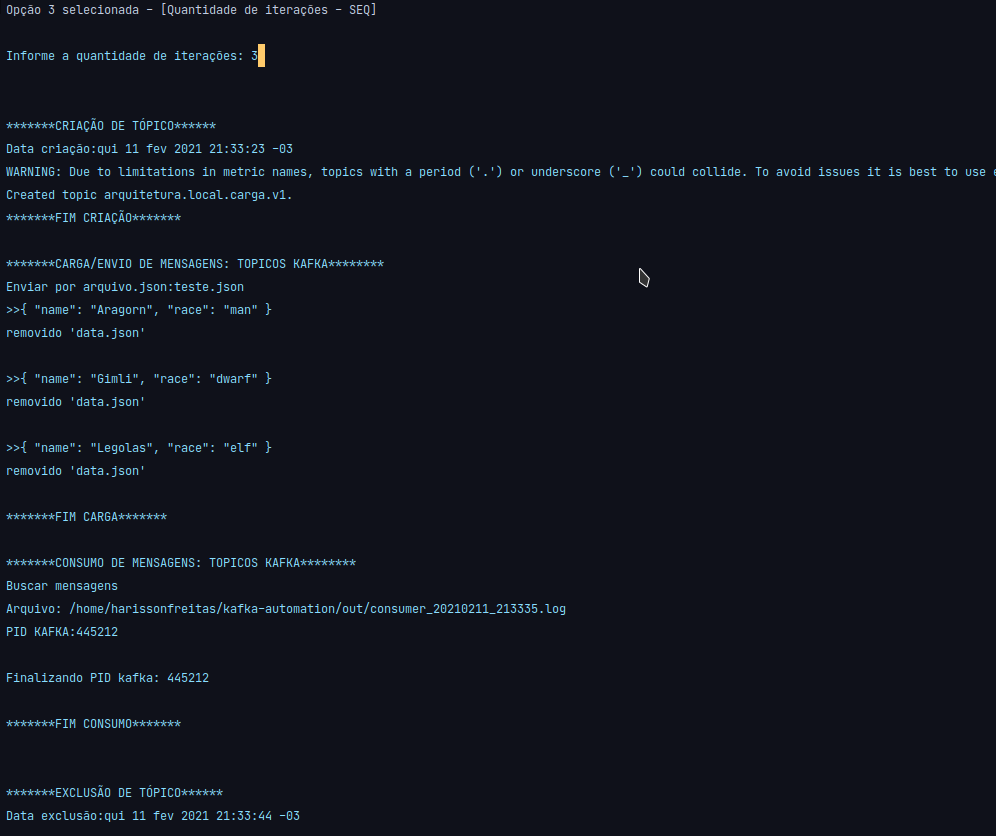 Opção 3 selecionada - [Quantidade de iterações - SEQ]
Informe a quantidade de iterações: 3
*******CRIAÇÃO DE TÓPICO******
Data criação:qui 11 fev 2021 21:33:23 -03
WARNING: Due to limitations in metric names, topics with a period ('.') or underscore ('_') could collide. To avoid issues it is best to use
Created topic arquitetura.local.carga.v1.
*******FIM CRIAÇÃO*******
*******CARGA/ENVIO DE MENSAGENS: TOPICOS KAFKA********
Enviar por arquivo.json:teste.json
>>{ "name": "Aragorn", "race": "man" }
removido 'data.json'
>>{ "name": "Gimli", "race": "dwarf" }
removido 'data.json'
>>{ "name": "Legolas", "race": "elf" }
removido 'data.json'
*******FIM CARGA*******
*******CONSUMO DE MENSAGENS: TOPICOS KAFKA********
Buscar mensagens
Arquivo: /home/harissonfreitas/kafka-automation/out/consumer_20210211_213335.log
PID KAFKA:445212
Finalizando PID kafka: 445212
*******FIM CONSUMO*******
*******EXCLUSÃO DE TÓPICO******
Data exclusão:qui 11 fev 2021 21:33:44 -03